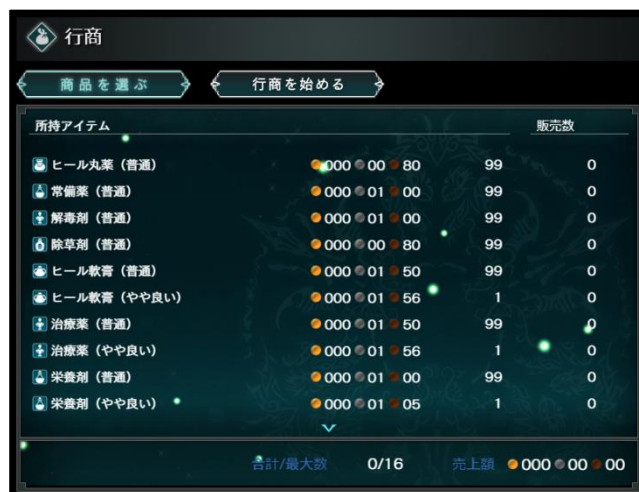 行商
商品を選ぶ 行商を始める
所持アイテム 販売数
ヒール丸薬（普通） 000 00 80 99 0
常備薬（普通） 000 01 00 99 0
解毒剤（普通） 000 01 00 99 0
除草剤（普通） 000 00 80 99 0
ヒール軟膏（普通） 000 01 50 99 0
ヒール軟膏（やや良い） 000 01 56 1 0
治療薬（普通） 000 01 50 99 0
治療薬（やや良い） 000 01 56 1 0
栄養剤（普通） 000 01 00 99 0
栄養剤（やや良い） 000 01 05 1 0
合計/最大数 0/16 売上額 000 00 00